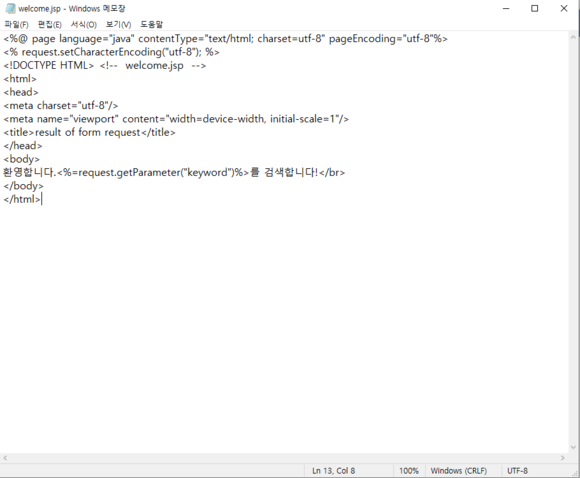 welcome.jsp - Windows 메모장
파일(F) 편집(E) 서식(O) 보기(V) 도움말
<%@ page language="java" contentType="text/html; charset=utf-8" pageEncoding="utf-8"%>
<% request.setCharacterEncoding("utf-8"); %>
<!DOCTYPE HTML> <!-- welcome.jsp -->
<html>
<head>
<meta charset="utf-8"/>
<meta name="viewport" content="width=device-width, initial-scale=1"/>
<title>result of form request</title>
</head>
<body>
환영합니다.<%=request.getParameter("keyword")%>를 검색합니다!</br>
</body>
</html>
Ln 13, Col 8 100% Windows (CRLF) UTF-8